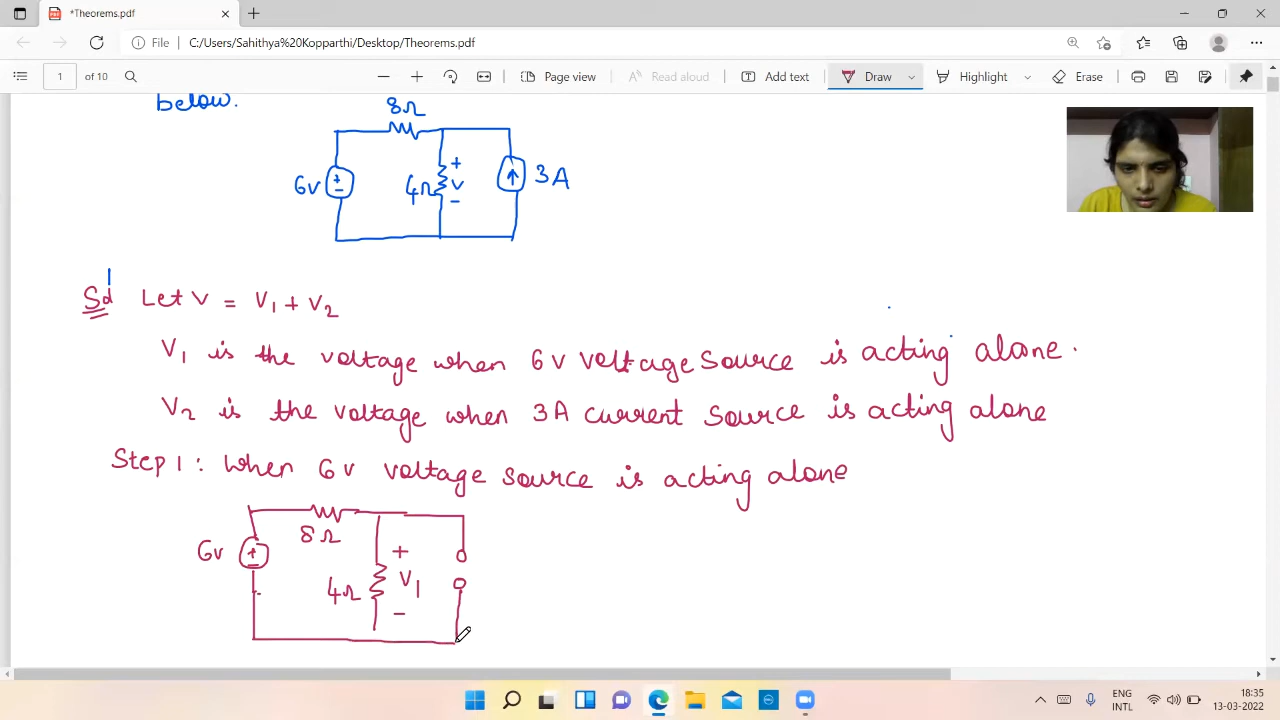 *Theorems.pdf
File
C:/Users/Sahithya%20Kopparthi/Desktop/Theorems.pdf
1 of 10
Page view
Read aloud
Add text
Draw
Highlight
Erase
below.
8Ω
6v + − 4Ω + v − 3A
Sol Let V = V₁ + V₂
V₁ is the voltage when 6v voltage source is acting alone.
V₂ is the voltage when 3A current source is acting alone
Step 1: When 6v voltage source is acting alone
8Ω
6v + − 4Ω + V₁ −
ENG
INTL
18:35
13-03-2022